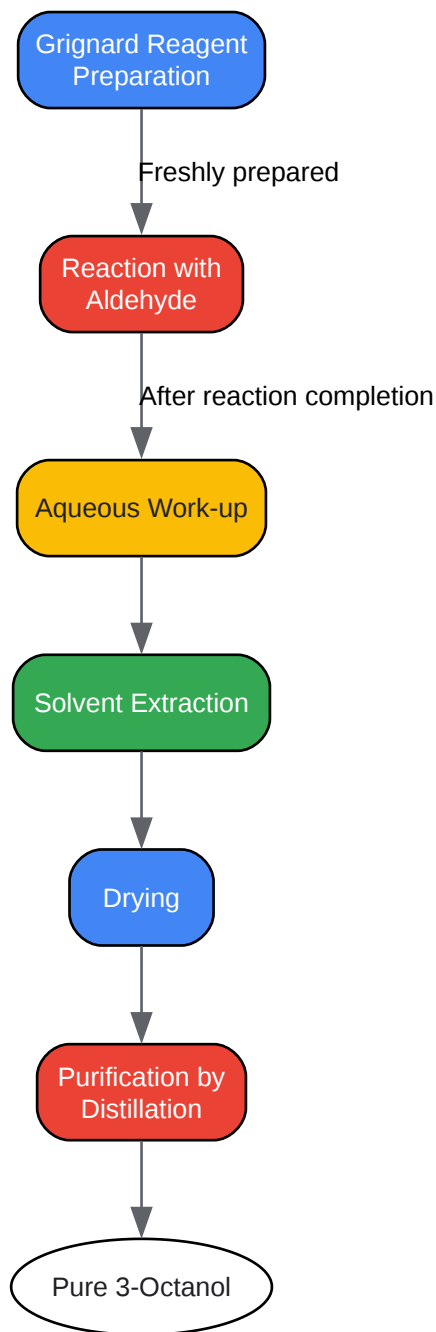 Grignard Reagent
Preparation
Freshly prepared
Reaction with
Aldehyde
After reaction completion
Aqueous Work-up
Solvent Extraction
Drying
Purification by
Distillation
Pure 3-Octanol